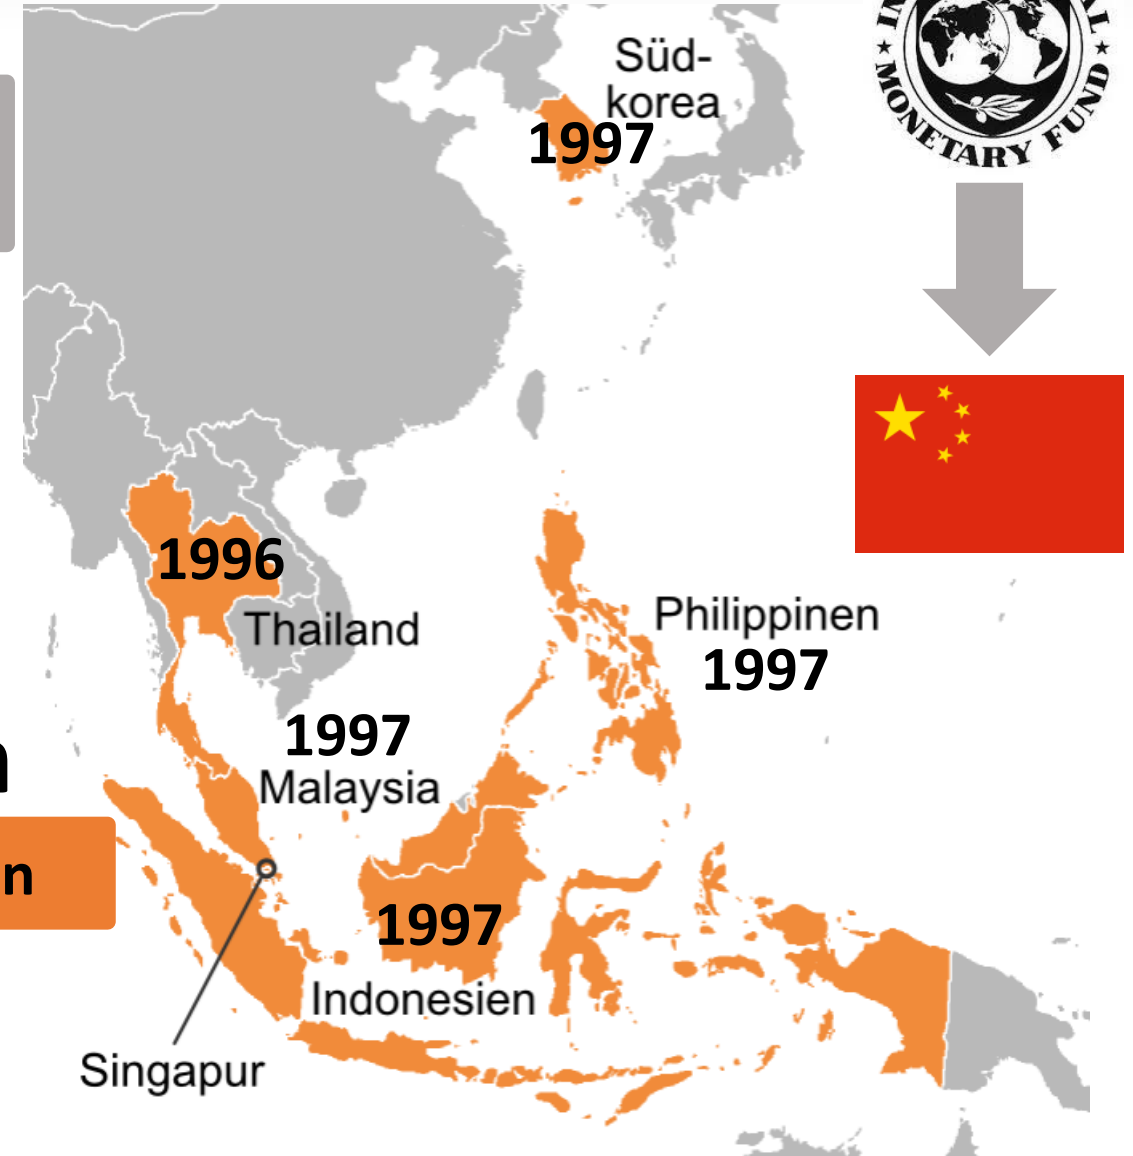 Süd-
korea
1997
MONETARY FUND
1996
Thailand
Philippinen
1997
1997
Malaysia
n
1997
Indonesien
Singapur